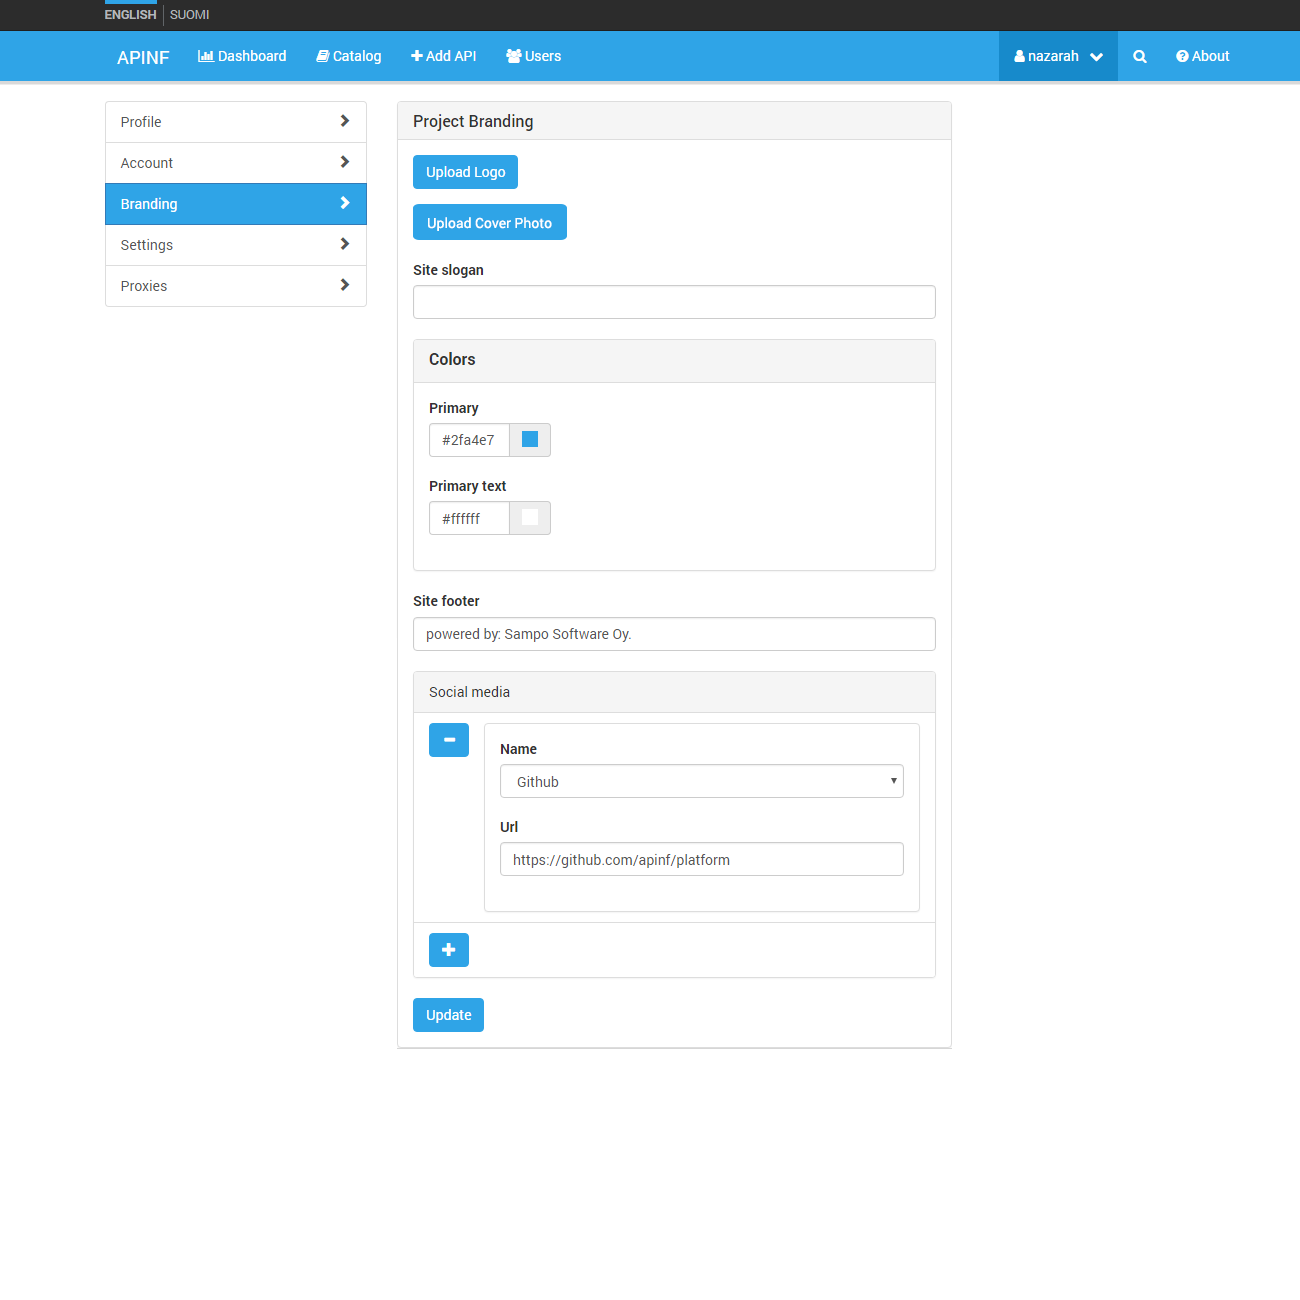 ENGLISH SUOMI
APINF Dashboard Catalog Add API Users nazarah About
Profile
Account
Branding
Settings
Proxies
Project Branding
Upload Logo
Upload Cover Photo
Site slogan
Colors
Primary
#2fa4e7
Primary text
#ffffff
Site footer
powered by: Sampo Software Oy.
Social media
Name
Github
Url
https://github.com/apinf/platform
Update